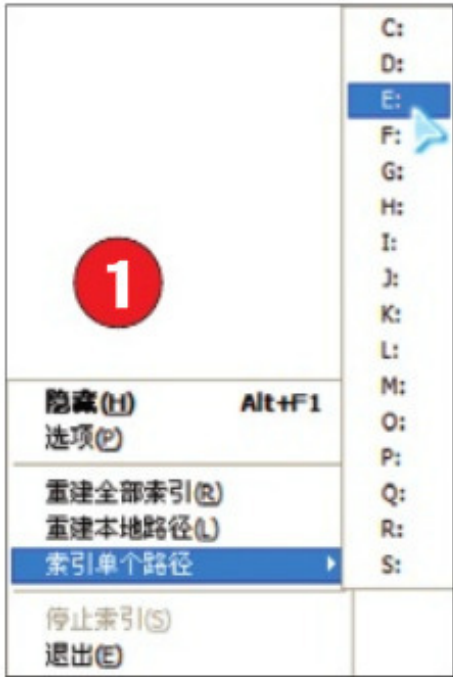 C:
D:
E:
F:
G:
H:
I:
J:
K:
L:
M:
O:
P:
Q:
R:
S:
1
隐藏(H) Alt+F1
选项(P)
重建全部索引(R)
重建本地路径(L)
索引单个路径
停止索引(S)
退出(E)